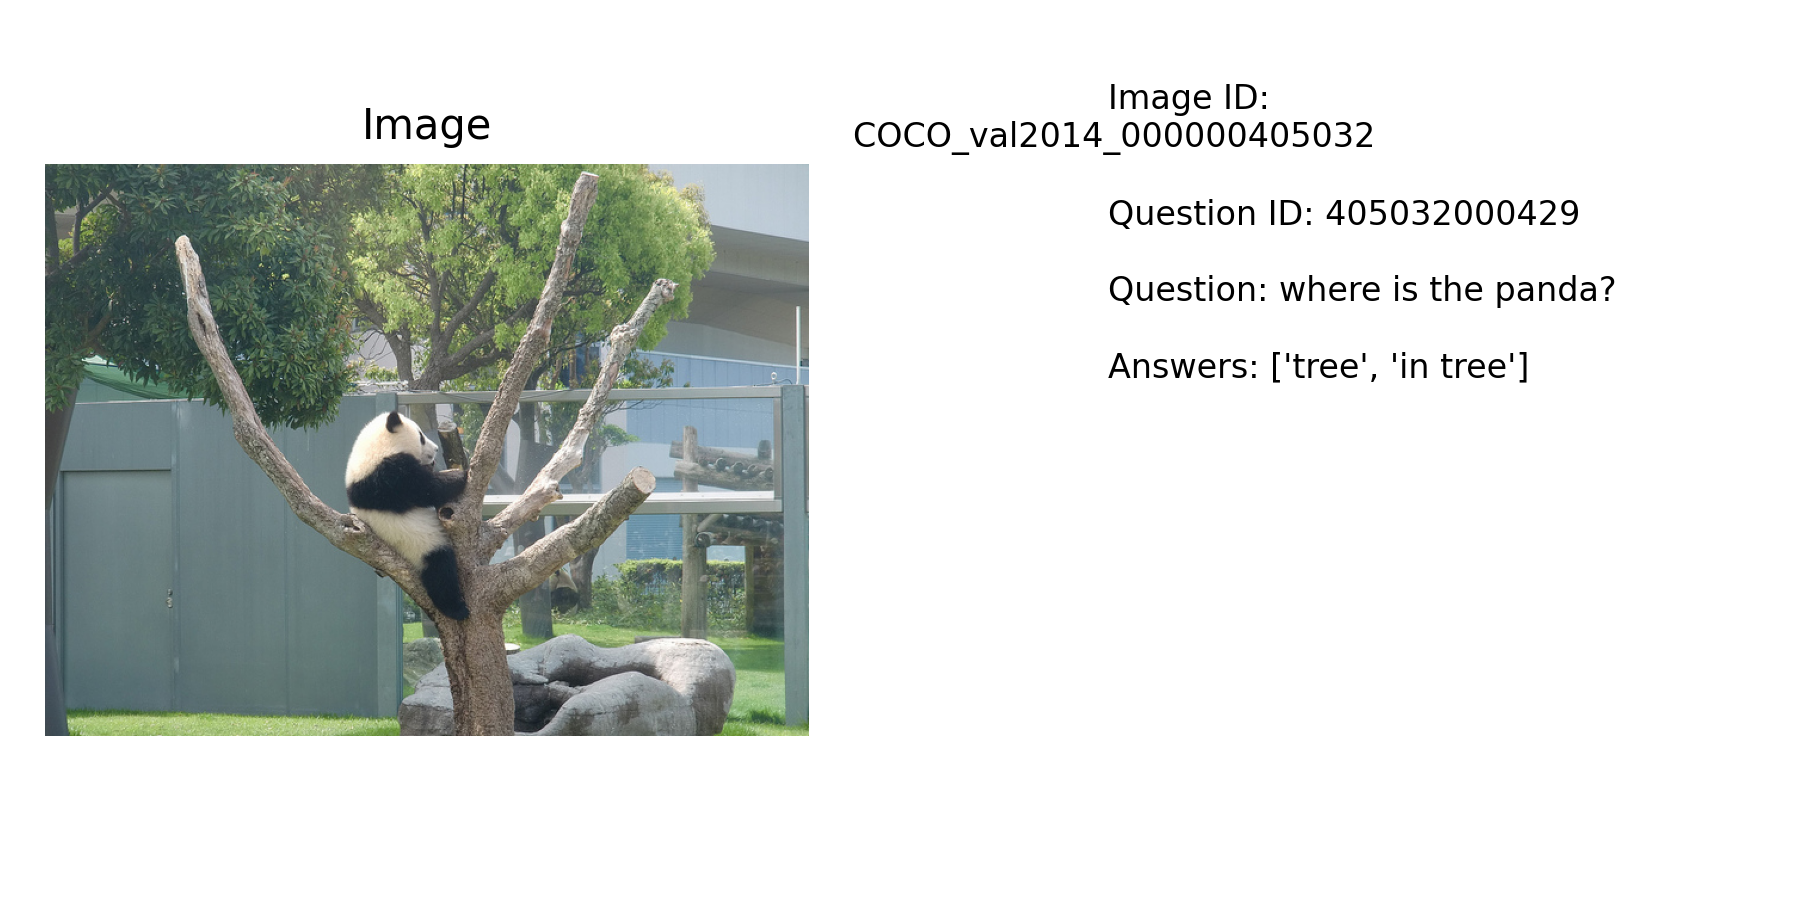 Image
Image ID:
COCO_val2014_000000405032
Question ID: 405032000429
Question: where is the panda?
Answers: ['tree', 'in tree']